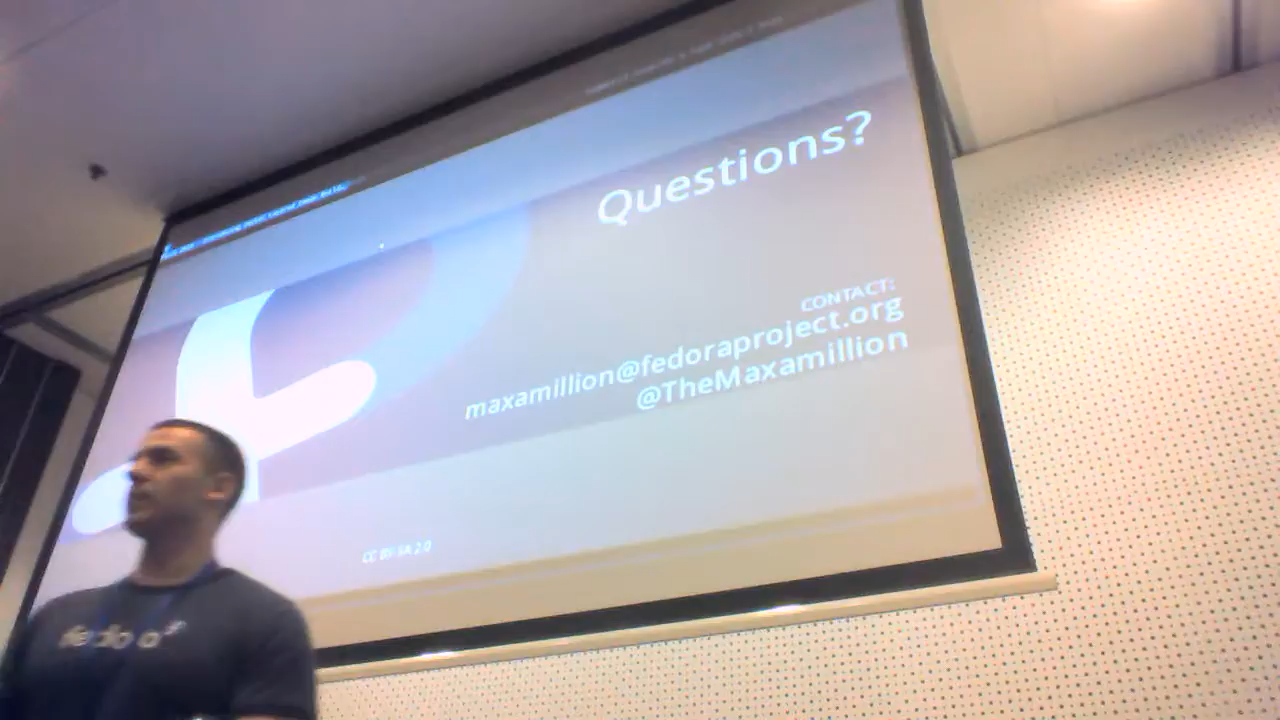 Questions?
CONTACT:
maxamillion@fedoraproject.org
@TheMaxamillion
CC BY-SA 2.0
fedora